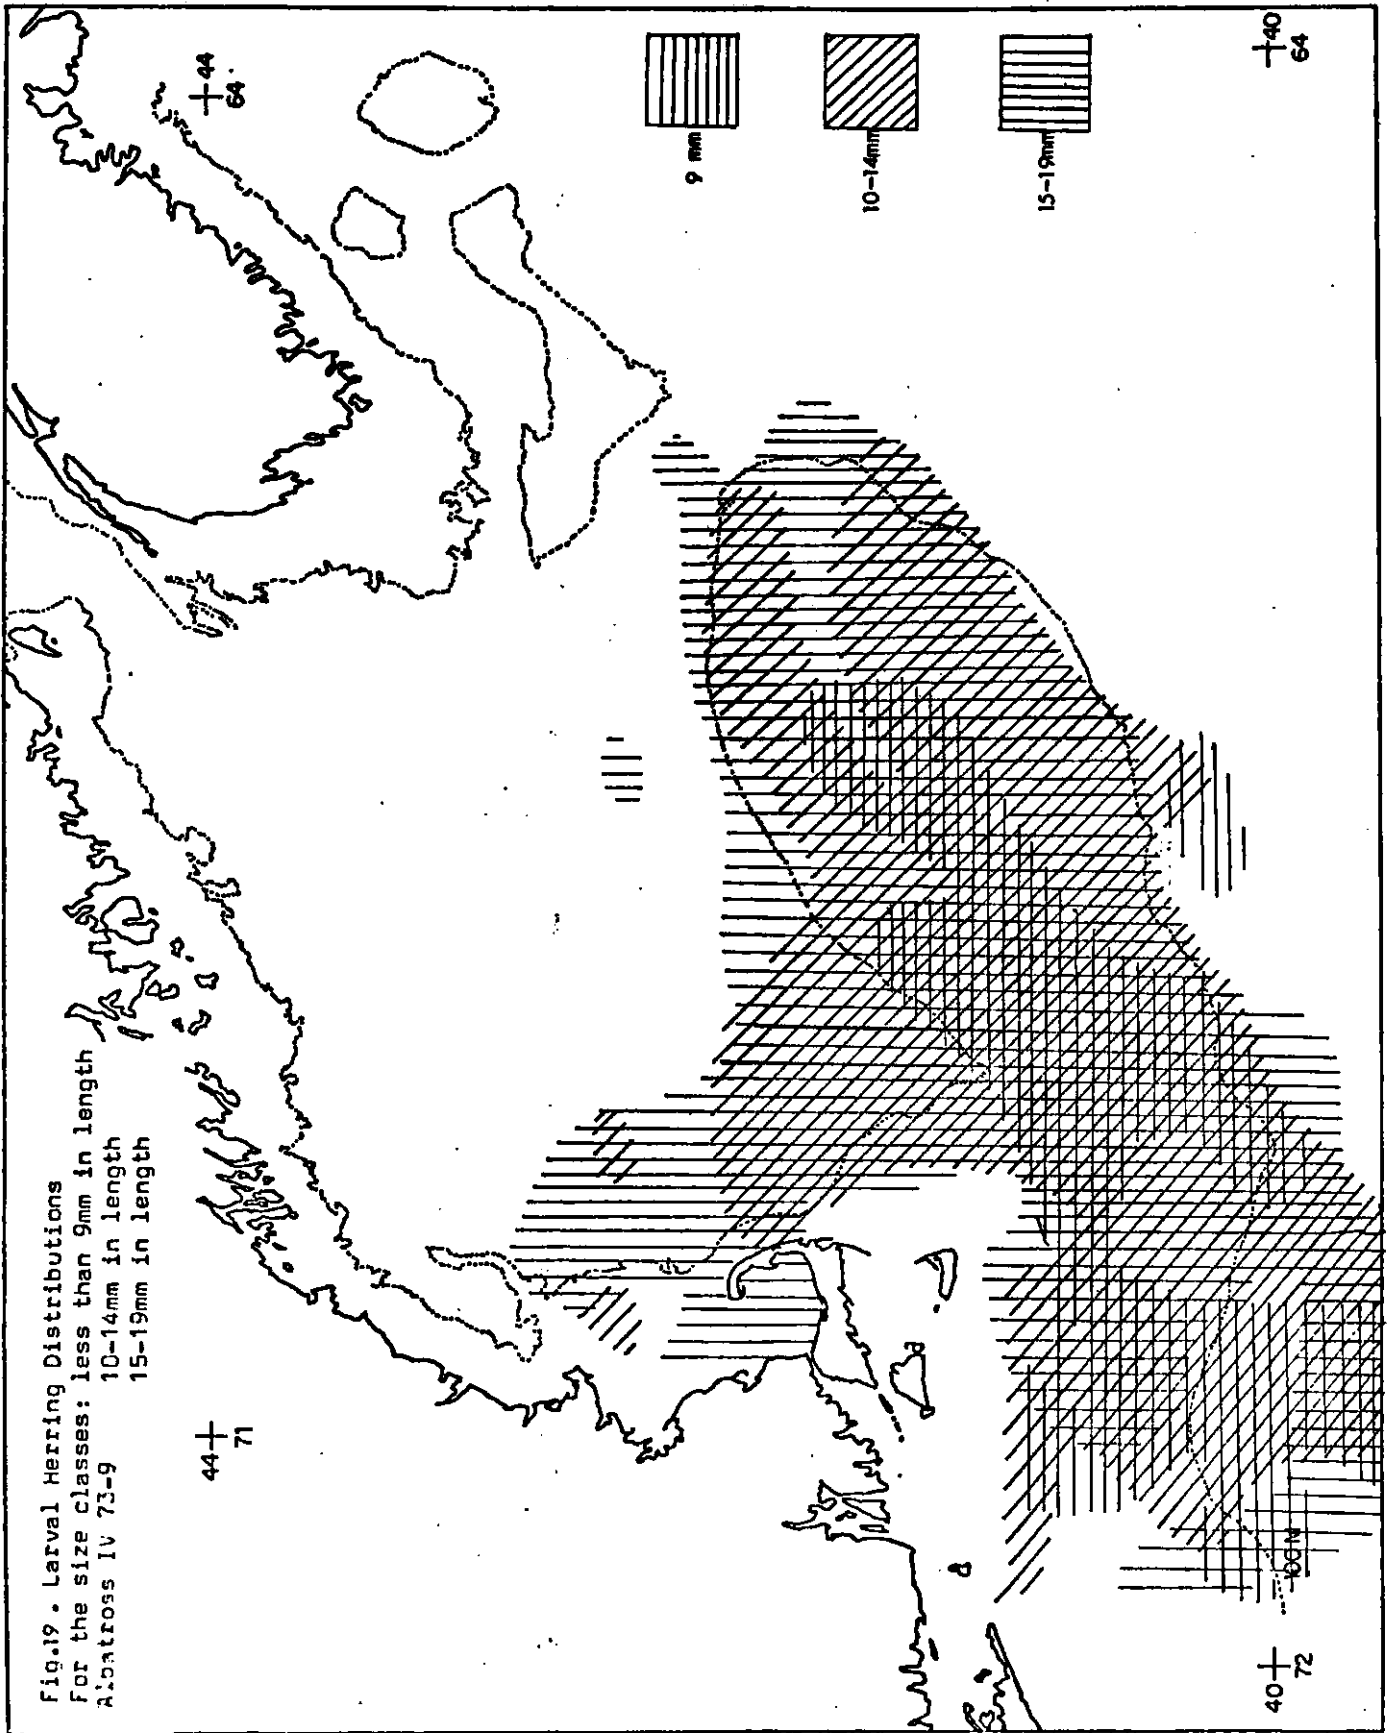 Fig.19. Larval Herring Distributions
For the size classes: less than 9mm in length
10-14mm in length
15-19mm in length
Albatross IV 73-9
44
71
44
64
9 mm
10-14mm
15-19mm
40
64
40
72
100 M